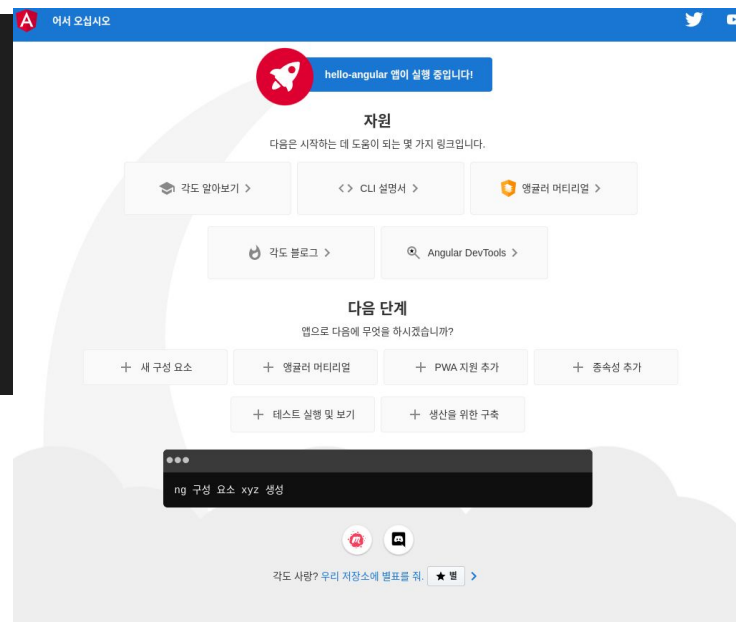 어서 오십시오
hello-angular 앱이 실행 중입니다!
자원
다음은 시작하는 데 도움이 되는 몇 가지 링크입니다.
각도 알아보기
CLI 설명서
앵귤러 머티리얼
각도 블로그
Angular DevTools
다음 단계
앱으로 다음에 무엇을 하시겠습니까?
새 구성 요소
앵귤러 머티리얼
PWA 지원 추가
종속성 추가
테스트 실행 및 보기
생산을 위한 구축
ng 구성 요소 xyz 생성
각도 사랑? 우리 저장소에 별표를 줘. 별